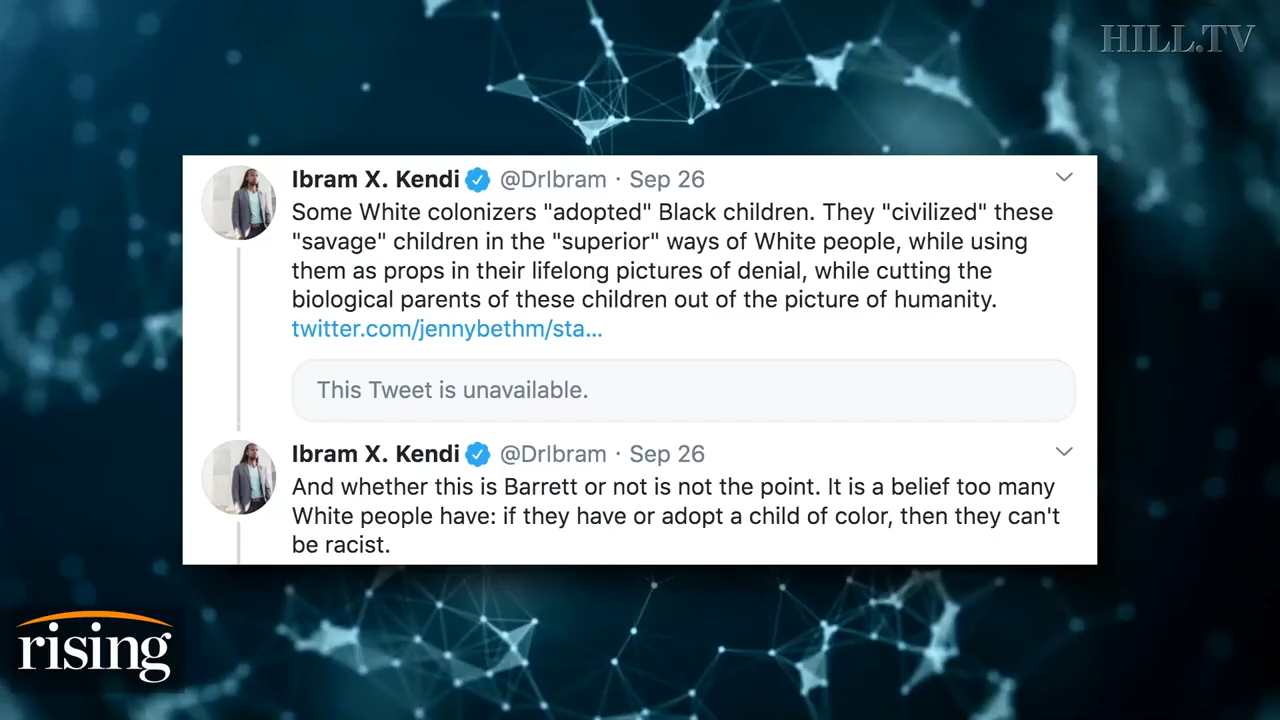 HILL.TV
Ibram X. Kendi @DrIbram · Sep 26
Some White colonizers "adopted" Black children. They "civilized" these
"savage" children in the "superior" ways of White people, while using
them as props in their lifelong pictures of denial, while cutting the
biological parents of these children out of the picture of humanity.
twitter.com/jennybethm/sta...
This Tweet is unavailable.
Ibram X. Kendi @DrIbram · Sep 26
And whether this is Barrett or not is not the point. It is a belief too many
White people have: if they have or adopt a child of color, then they can't
be racist.
rising